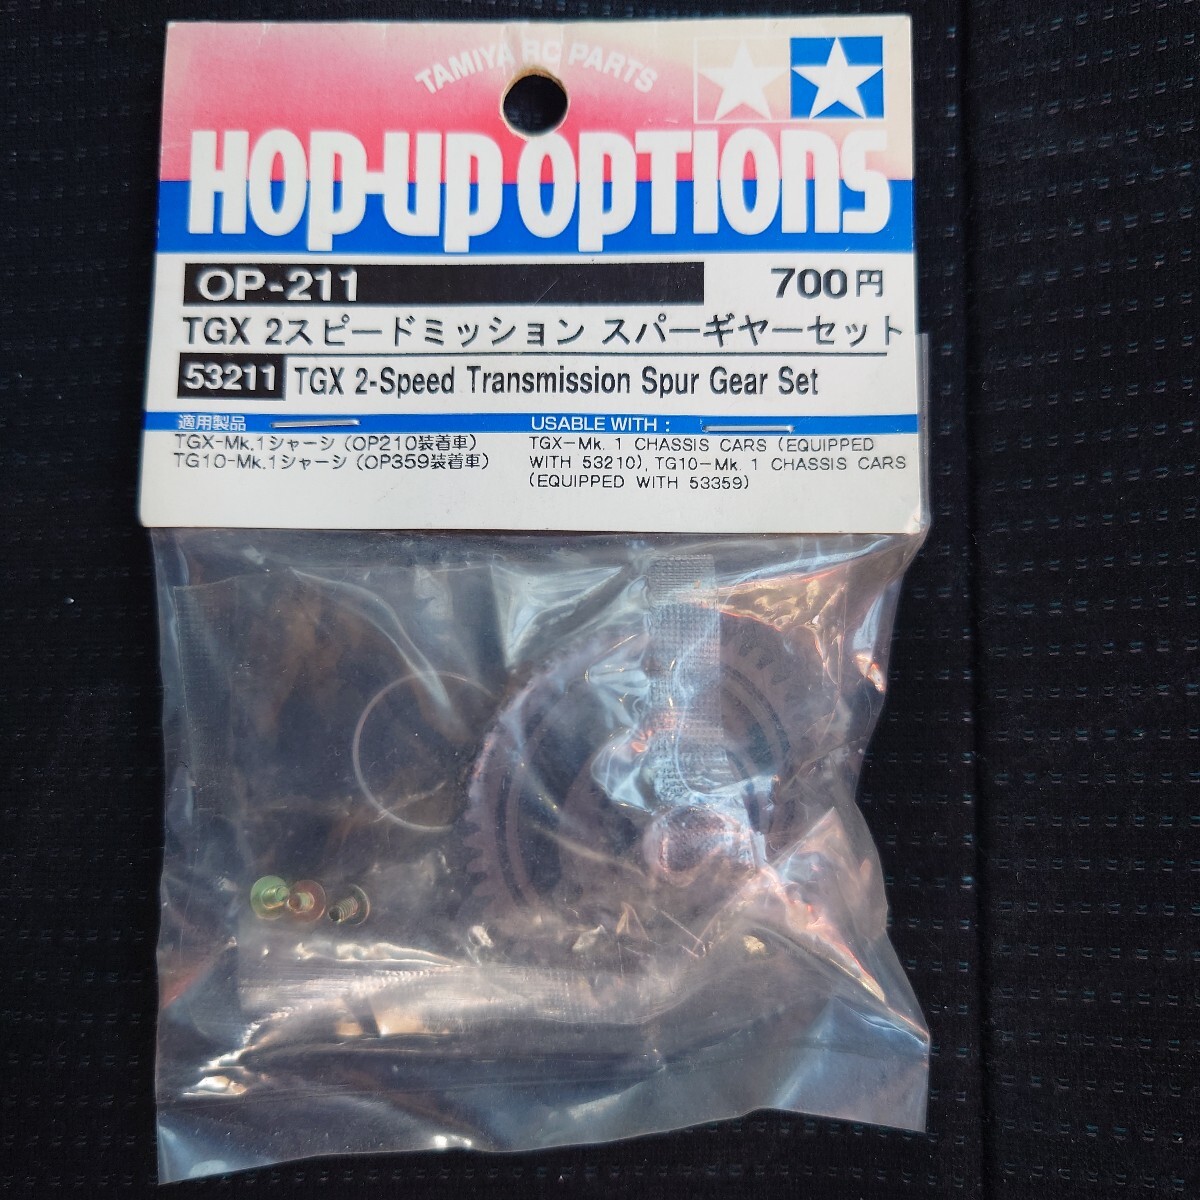 TAMIYA RC PARTS
HOP-UP OPTIONS
OP-211 700円
TGX 2スピードミッション スパーギヤーセット
53211 TGX 2-Speed Transmission Spur Gear Set
適用製品
TGX-Mk.1シャーシ (OP210装着車)
TG10-Mk.1シャーシ (OP359装着車)
USABLE WITH :
TGX-Mk. 1 CHASSIS CARS (EQUIPPED
WITH 53210), TG10-Mk. 1 CHASSIS CARS
(EQUIPPED WITH 53359)